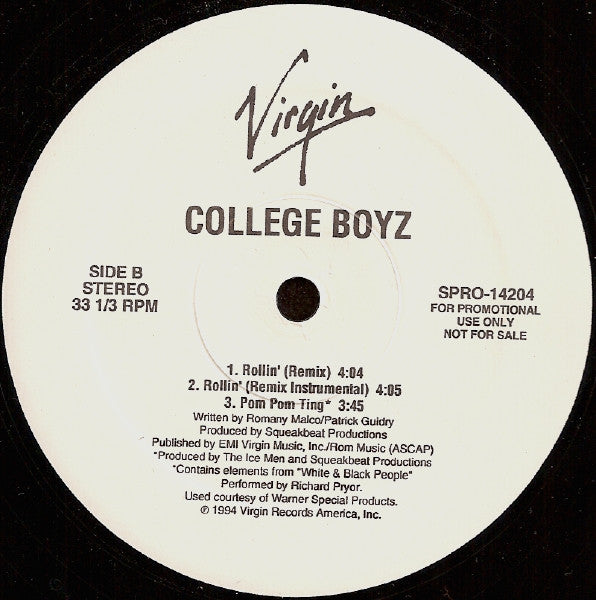 Virgin
COLLEGE BOYZ
SIDE B
STEREO
33 1/3 RPM
SPRO-14204
FOR PROMOTIONAL
USE ONLY
NOT FOR SALE
1. Rollin' (Remix) 4:04
2. Rollin' (Remix Instrumental) 4:05
3. Pom Pom Ting* 3:45
Written by Romany Malco/Patrick Guidry
Produced by Squeakbeat Productions
Published by EMI Virgin Music, Inc./Rom Music (ASCAP)
*Produced by The Ice Men and Squeakbeat Productions
*Contains elements from "White & Black People"
Performed by Richard Pryor.
Used courtesy of Warner Special Products.
℗ 1994 Virgin Records America, Inc.